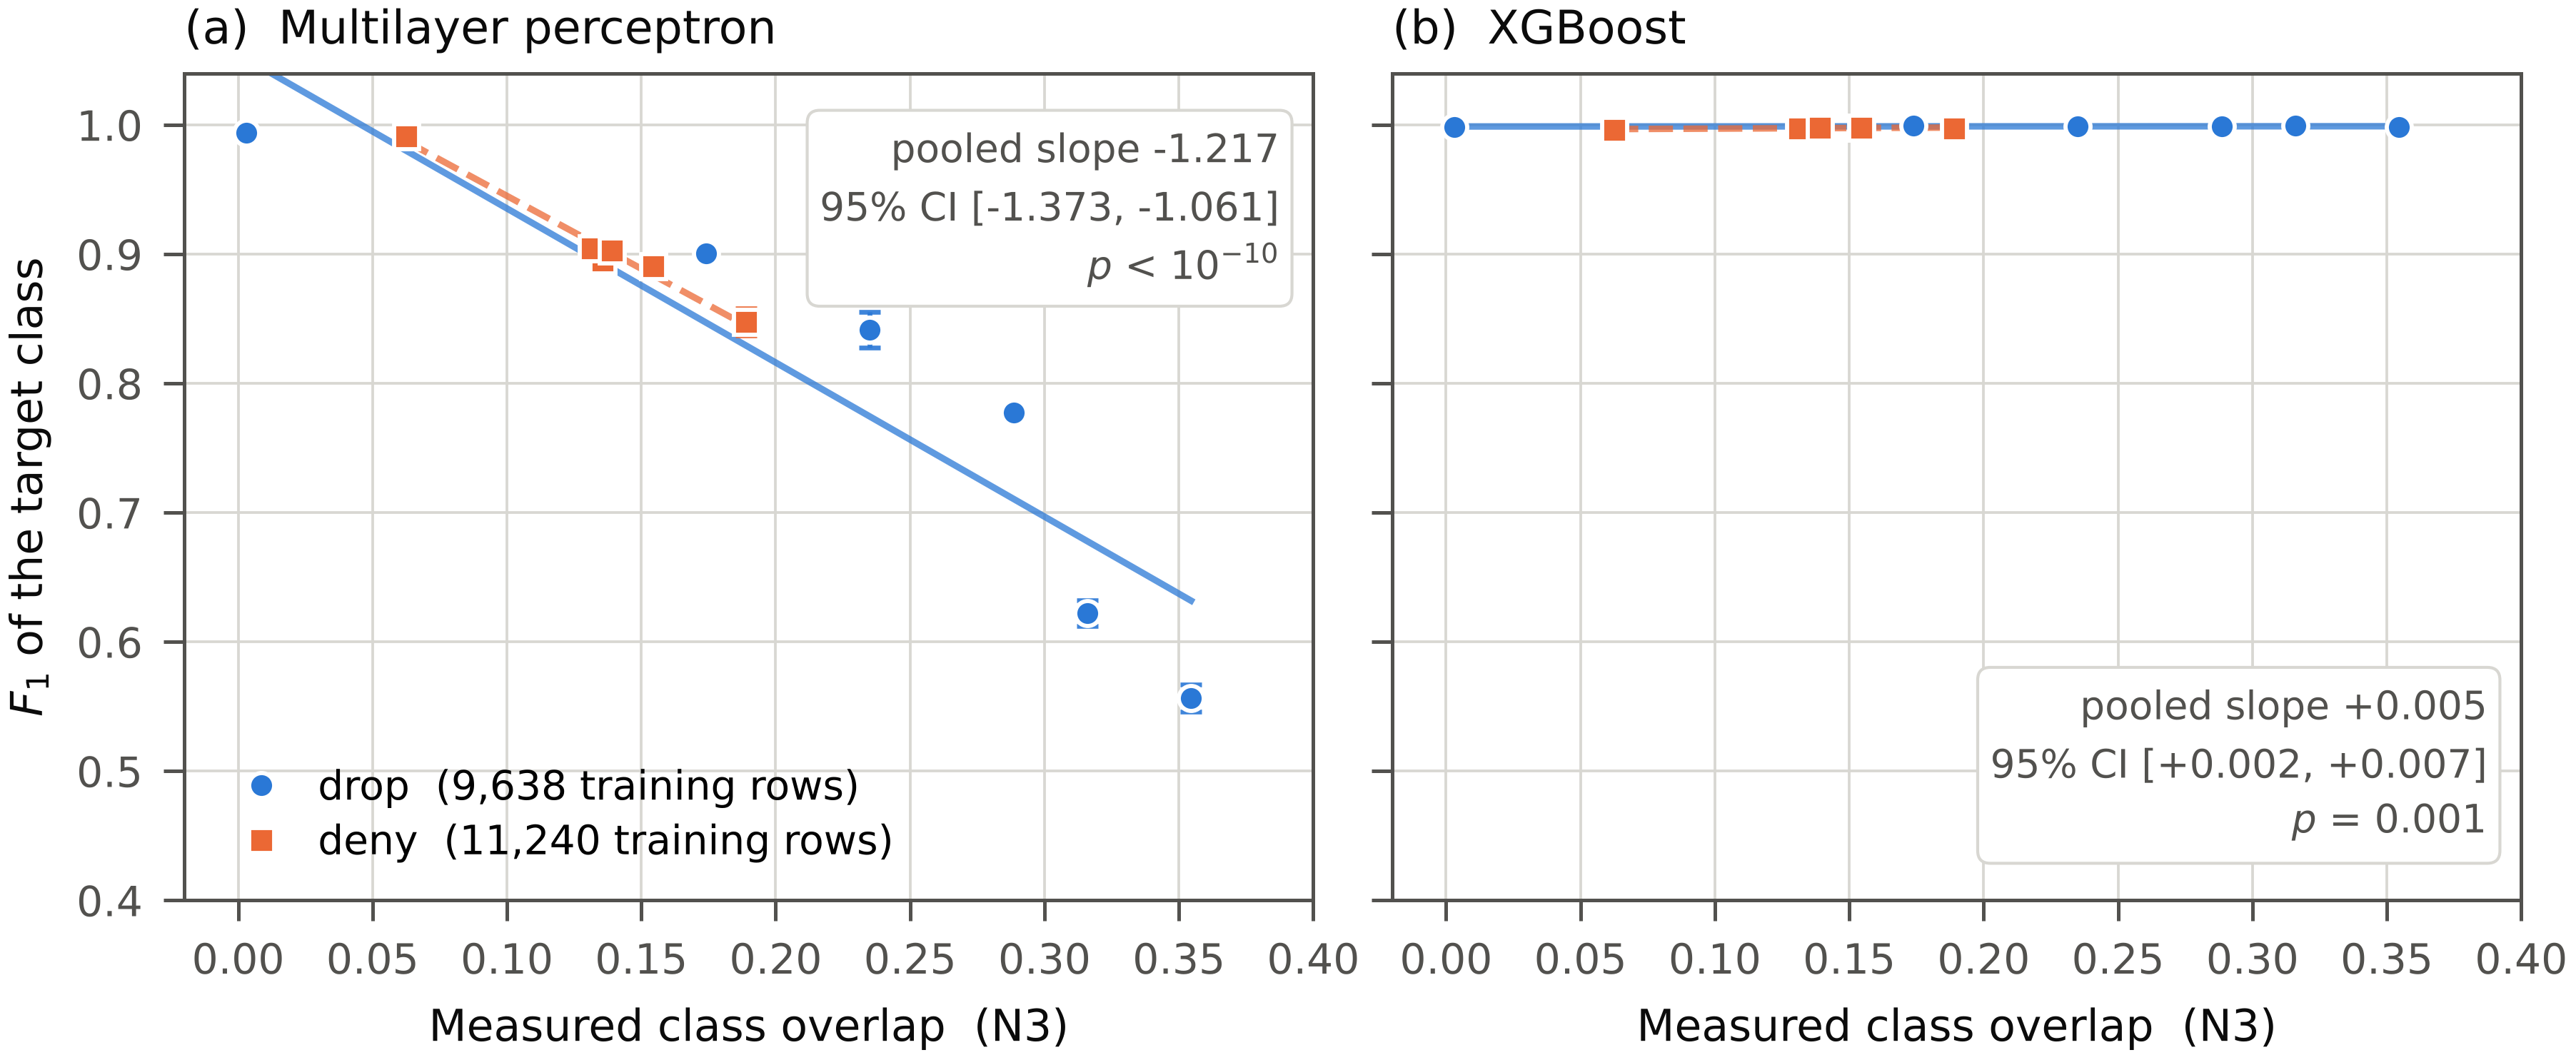 (a) Multilayer perceptron
(b) XGBoost
F₁ of the target class
1.0
0.9
0.8
0.7
0.6
0.5
0.4
pooled slope -1.217
95% CI [-1.373, -1.061]
p < 10⁻¹⁰
drop (9,638 training rows)
deny (11,240 training rows)
0.00 0.05 0.10 0.15 0.20 0.25 0.30 0.35 0.40
Measured class overlap (N3)
pooled slope +0.005
95% CI [+0.002, +0.007]
p = 0.001
0.00 0.05 0.10 0.15 0.20 0.25 0.30 0.35 0.40
Measured class overlap (N3)